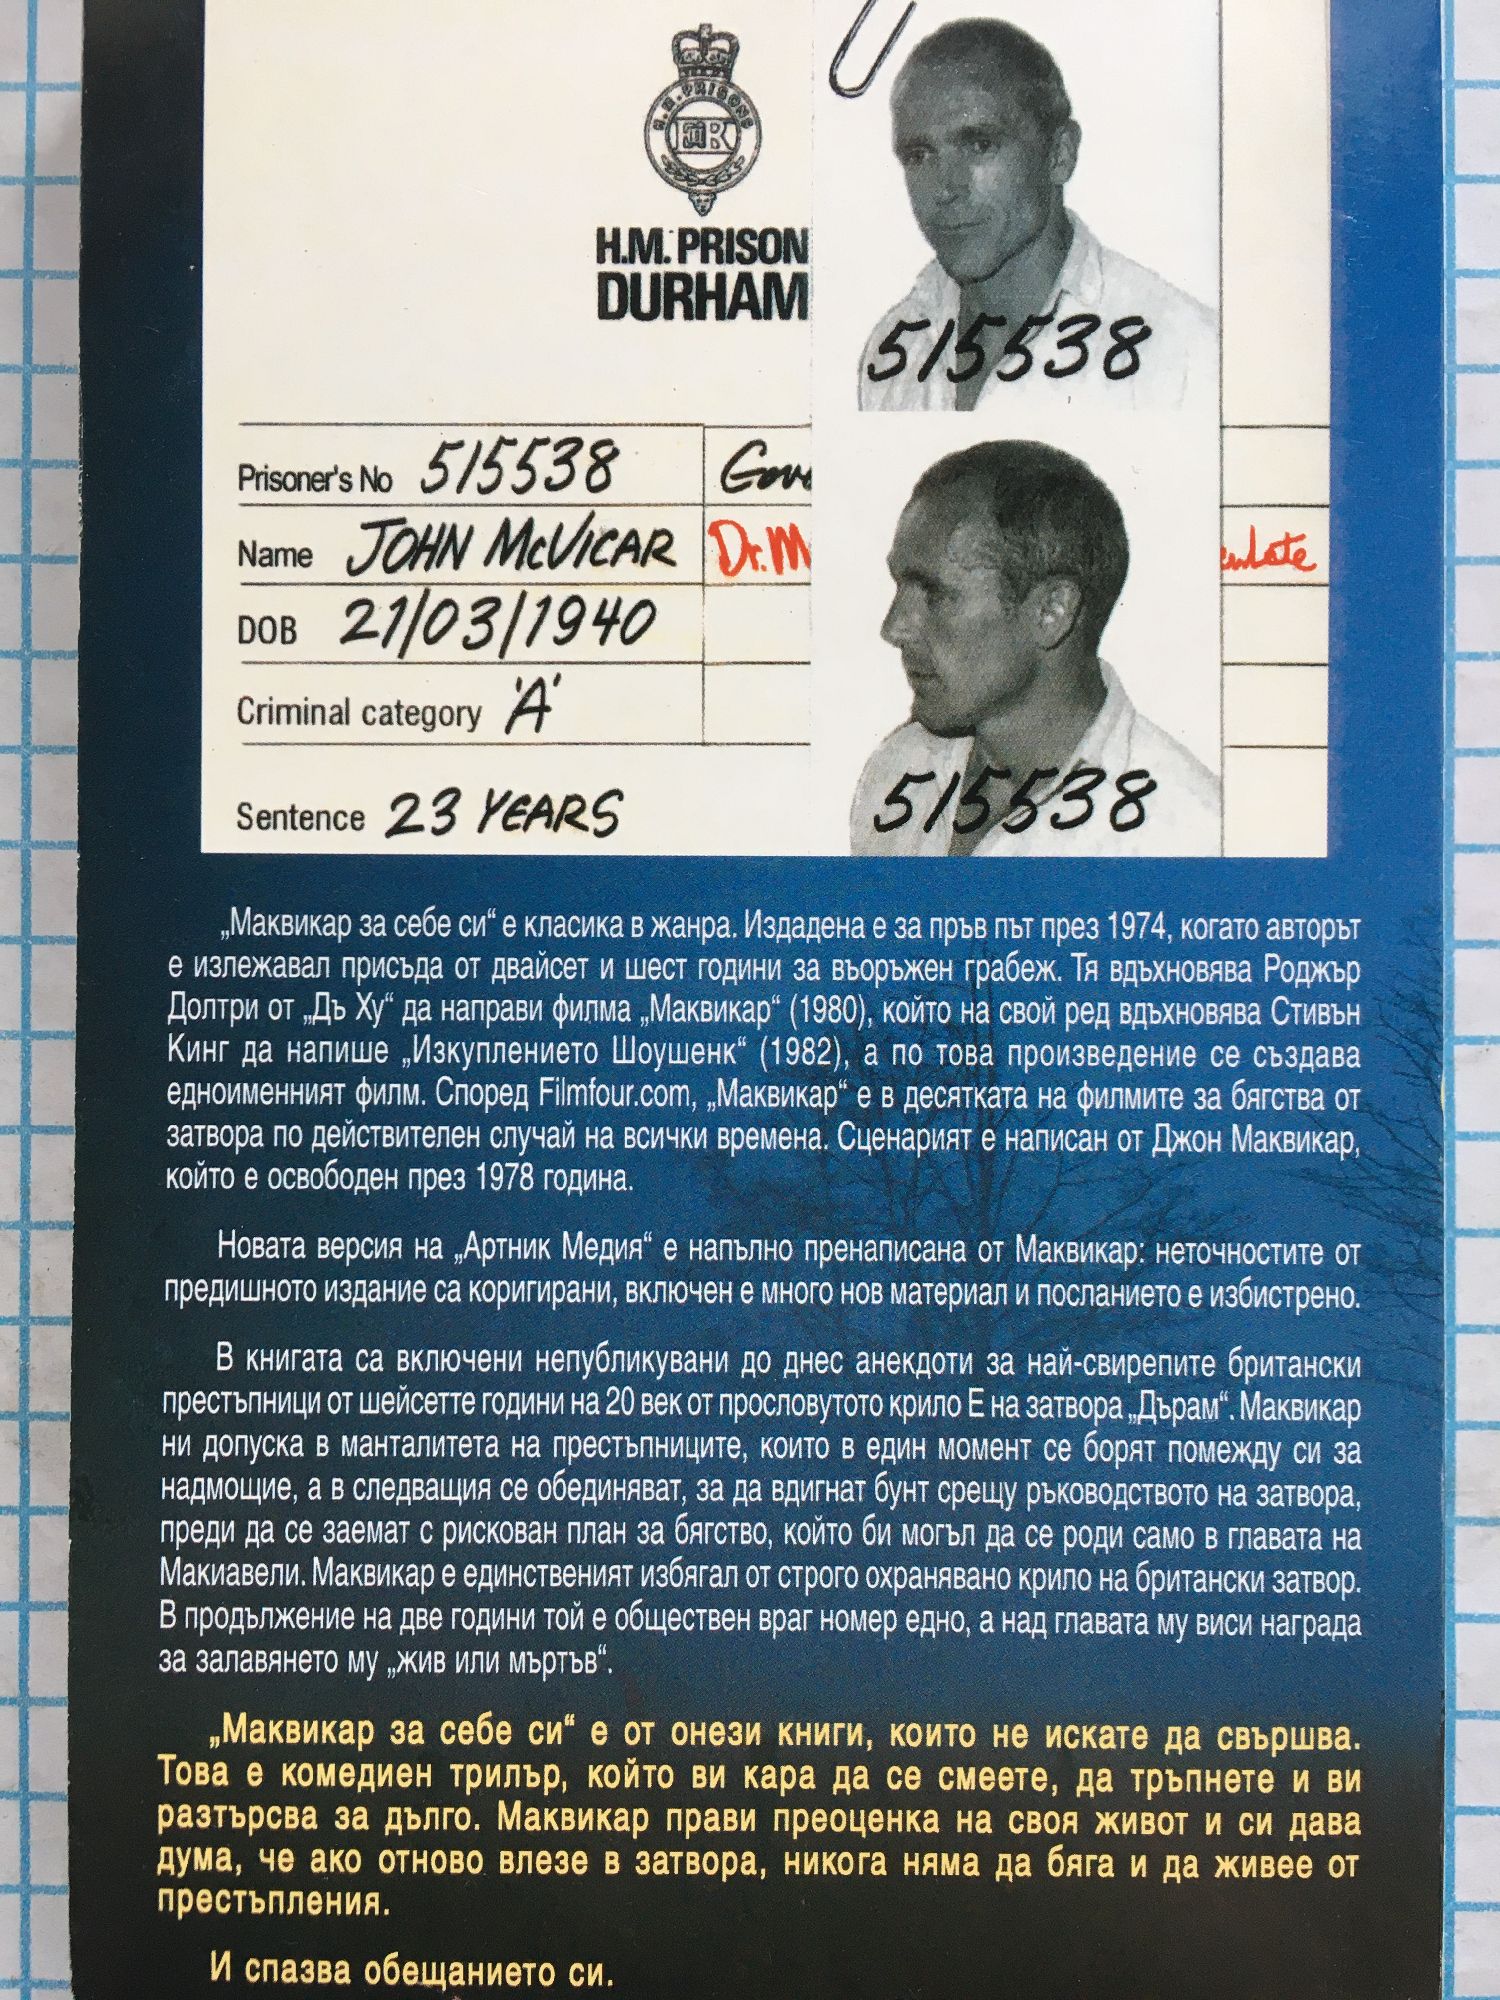 H.M. PRISONS
EIIR
H.M. PRISON
DURHAM
515538
Prisoner's No 515538
Name JOHN McVICAR Dr. M
DOB 21/03/1940
Criminal category 'A'
Sentence 23 YEARS
515538
„Маквикар за себе си“ е класика в жанра. Издадена е за пръв път през 1974, когато авторът
е излежавал присъда от двайсет и шест години за въоръжен грабеж. Тя вдъхновява Роджър
Долтри от „Дъ Ху“ да направи филма „Маквикар“ (1980), който на свой ред вдъхновява Стивън
Кинг да напише „Изкуплението Шоушенк“ (1982), а по това произведение се създава
едноименният филм. Според Filmfour.com, „Маквикар“ е в десятката на филмите за бягства от
затвора по действителен случай на всички времена. Сценарият е написан от Джон Маквикар,
който е освободен през 1978 година.
Новата версия на „Артник Медия“ е напълно пренаписана от Маквикар: неточностите от
предишното издание са коригирани, включен е много нов материал и посланието е избистрено.
В книгата са включени непубликувани до днес анекдоти за най-свирепите британски
престъпници от шейсетте години на 20 век от прословутото крило Е на затвора „Дърам“. Маквикар
ни допуска в манталитета на престъпниците, които в един момент се борят помежду си за
надмощие, а в следващия се обединяват, за да вдигнат бунт срещу ръководството на затвора,
преди да се заемат с рискован план за бягство, който би могъл да се роди само в главата на
Макиавели. Маквикар е единственият избягал от строго охранявано крило на британски затвор.
В продължение на две години той е обществен враг номер едно, а над главата му виси награда
за залавянето му „жив или мъртъв“.
„Маквикар за себе си“ е от онези книги, които не искате да свършва.
Това е комедиен трилър, който ви кара да се смеете, да тръпнете и ви
разтърсва за дълго. Маквикар прави преоценка на своя живот и си дава
дума, че ако отново влезе в затвора, никога няма да бяга и да живее от
престъпления.
И спазва обещанието си.